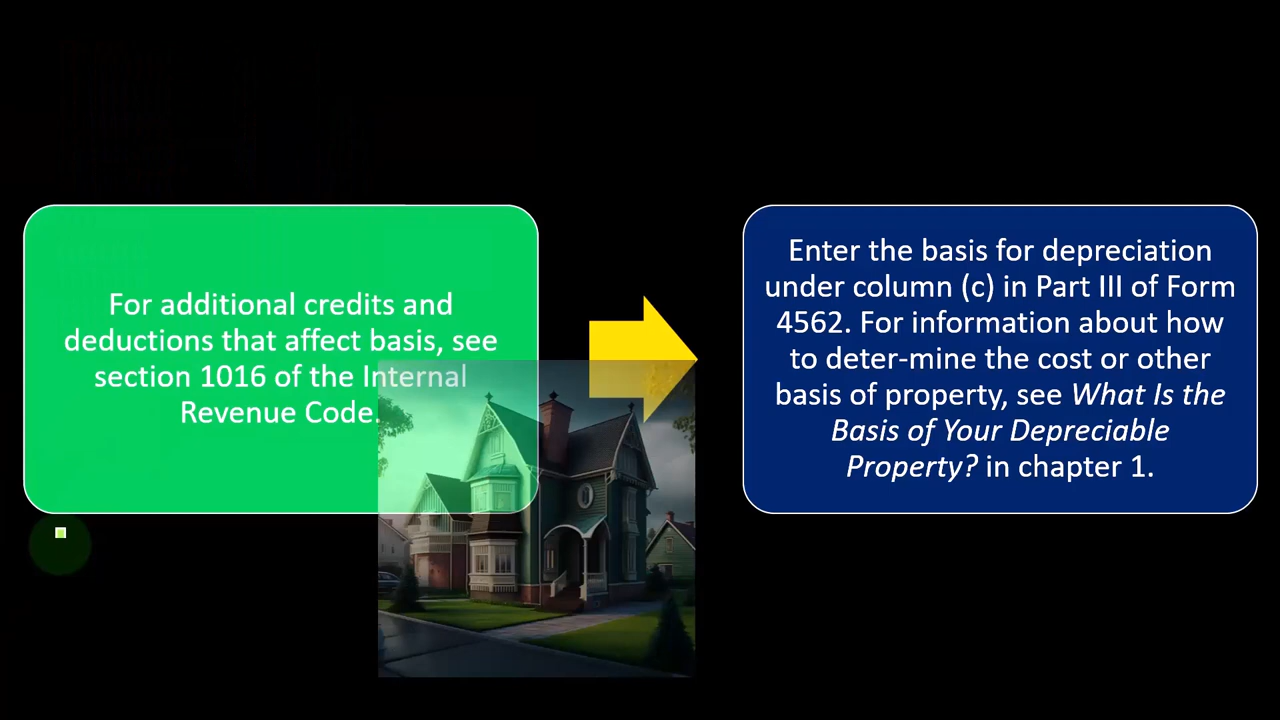 For additional credits and
deductions that affect basis, see
section 1016 of the Internal
Revenue Code.
Enter the basis for depreciation
under column (c) in Part III of Form
4562. For information about how
to deter-mine the cost or other
basis of property, see What Is the
Basis of Your Depreciable
Property? in chapter 1.